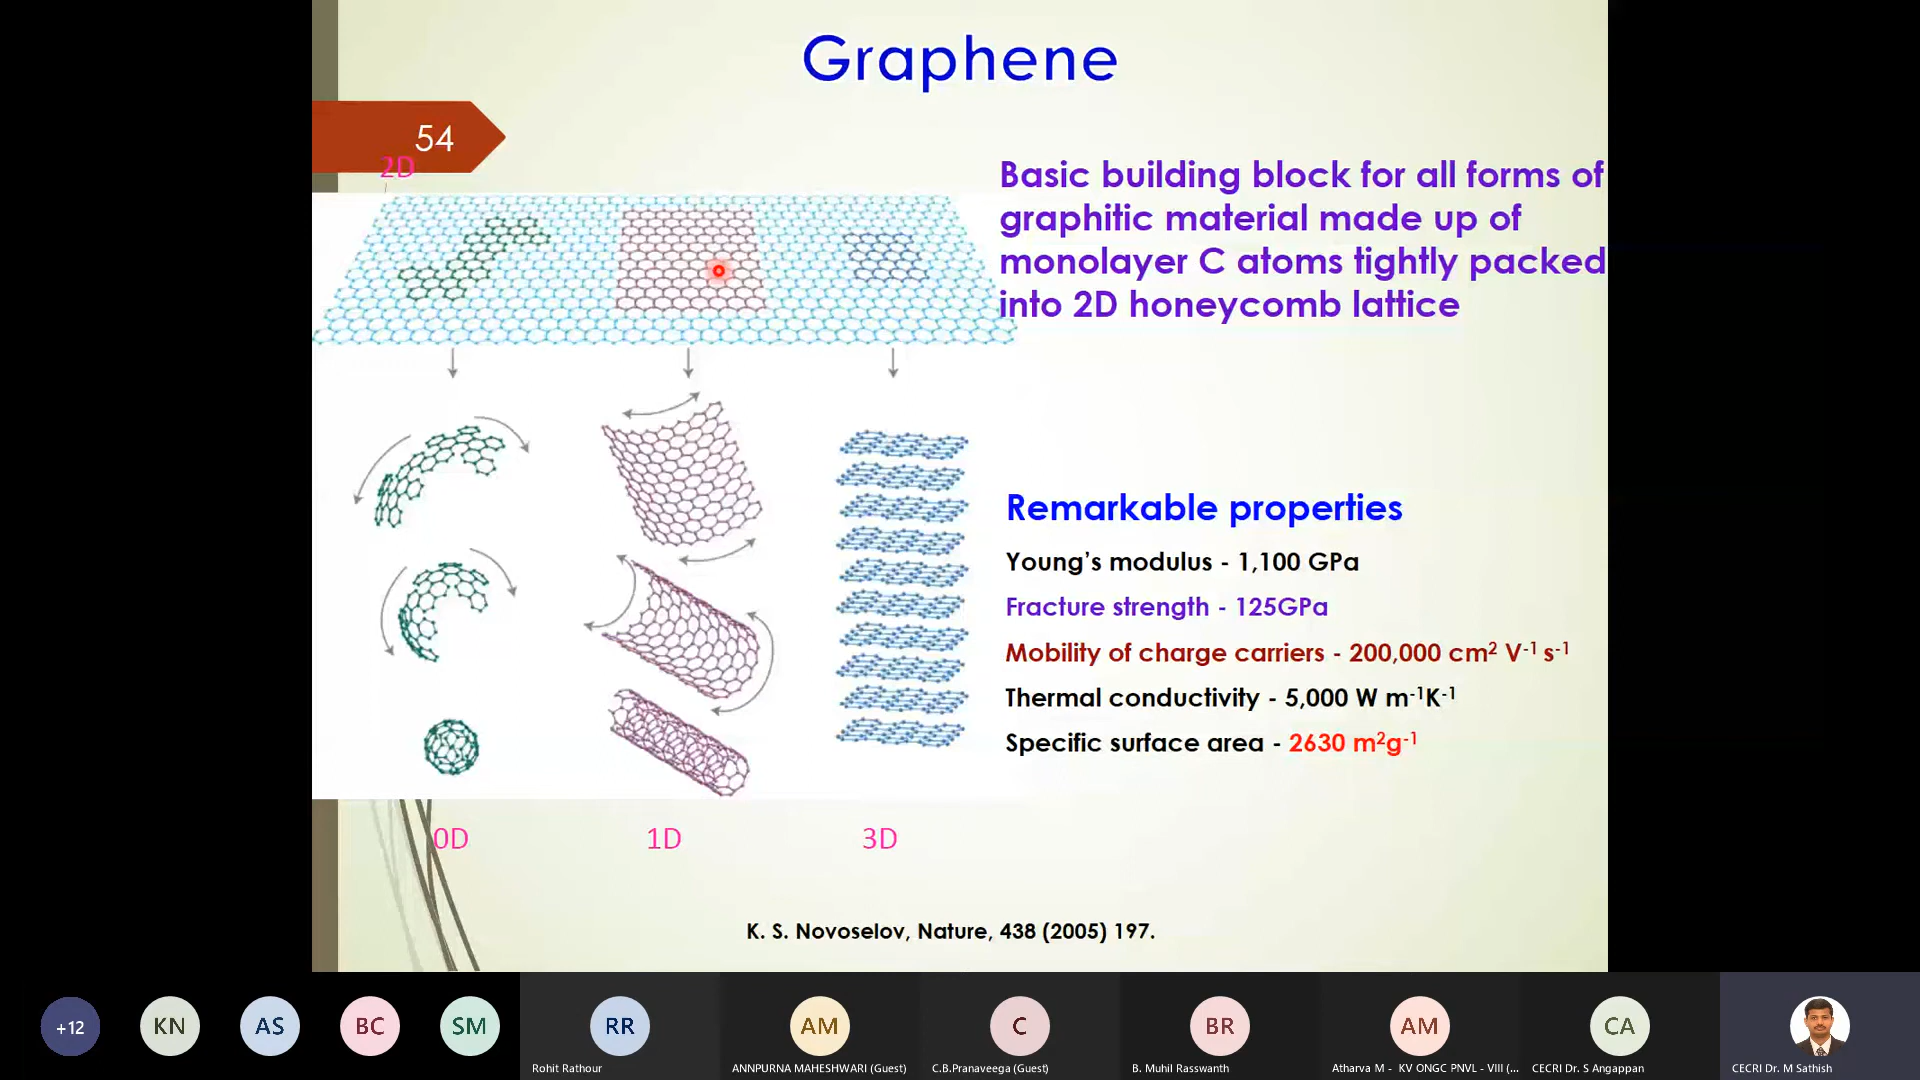 Graphene
54
2D
Basic building block for all forms of
graphitic material made up of
monolayer C atoms tightly packed
into 2D honeycomb lattice
Remarkable properties
Young’s modulus - 1,100 GPa
Fracture strength - 125GPa
Mobility of charge carriers - 200,000 cm² V⁻¹ s⁻¹
Thermal conductivity - 5,000 W m⁻¹K⁻¹
Specific surface area - 2630 m²g⁻¹
0D 1D 3D
K. S. Novoselov, Nature, 438 (2005) 197.
+12 KN AS BC SM RR AM C BR AM CA
Rohit Rathour ANNPURNA MAHESHWARI (Guest) C.B.Pranaveega (Guest) B. Muhil Rasswanth Atharva M - KV ONGC PNVL - VIII (... CECRI Dr. S Angappan CECRI Dr. M Sathish